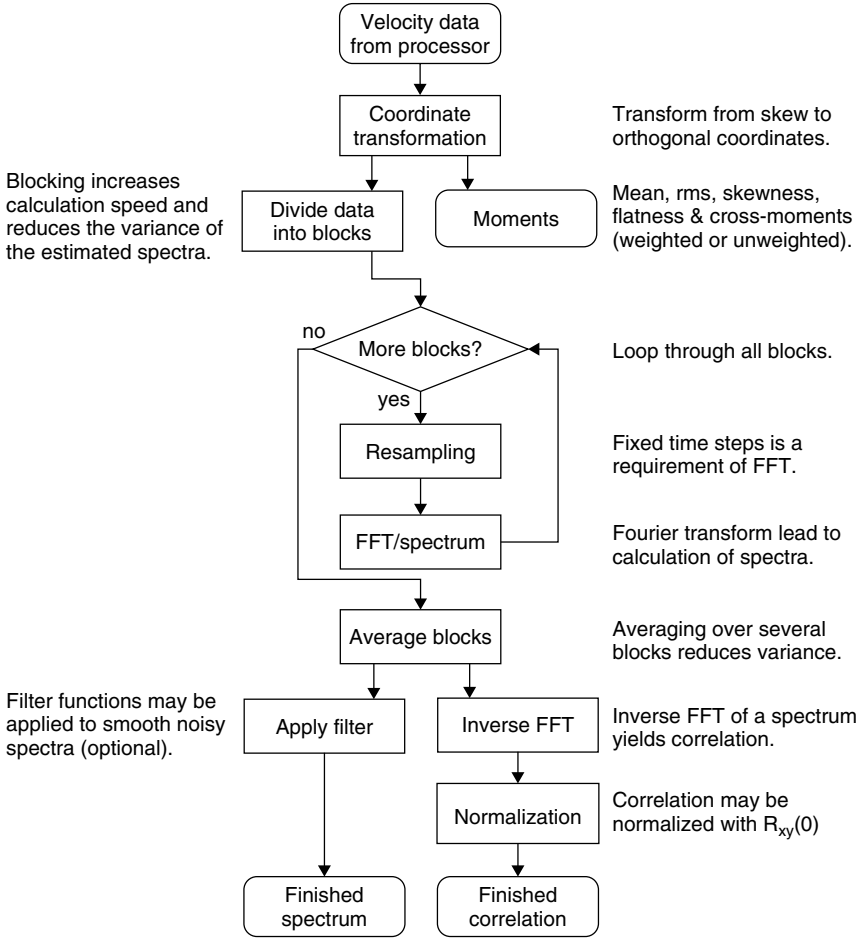 Velocity data
from processor
Coordinate
transformation
Transform from skew to
orthogonal coordinates.
Blocking increases
calculation speed and
reduces the variance of
the estimated spectra.
Divide data
into blocks
Moments
Mean, rms, skewness,
flatness & cross-moments
(weighted or unweighted).
no
More blocks?
Loop through all blocks.
yes
Resampling
Fixed time steps is a
requirement of FFT.
FFT/spectrum
Fourier transform lead to
calculation of spectra.
Average blocks
Averaging over several
blocks reduces variance.
Filter functions may be
applied to smooth noisy
spectra (optional).
Apply filter
Inverse FFT
Inverse FFT of a spectrum
yields correlation.
Normalization
Correlation may be
normalized with Rxy(0)
Finished
spectrum
Finished
correlation